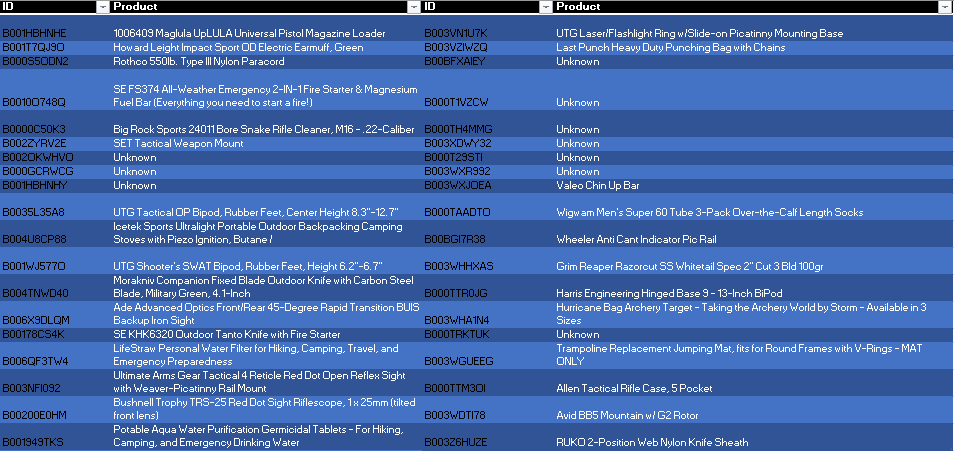 ID Product ID Product
B001HBHNHE 1006409 Maglula UpLULA Universal Pistol Magazine Loader B003VN1U7K UTG Laser/Flashlight Ring w/Slide-on Picatinny Mounting Base
B001T7QJ9O Howard Leight Impact Sport OD Electric Earmuff, Green B003VZIWZQ Last Punch Heavy Duty Punching Bag with Chains
B000S5ODN2 Rothco 550lb. Type III Nylon Paracord B00BFXAIEY Unknown
SE FS374 All-Weather Emergency 2-IN-1 Fire Starter & Magnesium
B0010O748Q Fuel Bar (Everything you need to start a fire!) B000T1VZCW Unknown
B0000C50K3 Big Rock Sports 24011 Bore Snake Rifle Cleaner, M16 - .22-Caliber B000TH4MMG Unknown
B002ZYRV2E SET Tactical Weapon Mount B003XDWY32 Unknown
B002OKWHVO Unknown B000T29STI Unknown
B000GCRWCG Unknown B003WXR992 Unknown
B001HBHNHY Unknown B003WXJOEA Valeo Chin Up Bar
B0035L35A8 UTG Tactical OP Bipod, Rubber Feet, Center Height 8.3"-12.7" B000TAADTO Wigwam Men's Super 60 Tube 3-Pack Over-the-Calf Length Socks
Icetek Sports Ultralight Portable Outdoor Backpacking Camping
B004U8CP88 Stoves with Piezo Ignition, Butane / B00BGI7R38 Wheeler Anti Cant Indicator Pic Rail
B001WJ577O UTG Shooter's SWAT Bipod, Rubber Feet, Height 6.2"-6.7" B003WHHXAS Grim Reaper Razorcut SS Whitetail Spec 2" Cut 3 Bld 100gr
Morakniv Companion Fixed Blade Outdoor Knife with Carbon Steel
B004TNWD40 Blade, Military Green, 4.1-Inch B000TTR0JG Harris Engineering Hinged Base 9 - 13-Inch BiPod
Ade Advanced Optics Front/Rear 45-Degree Rapid Transition BUIS Hurricane Bag Archery Target - Taking the Archery World by Storm - Available in 3
B006X9DLQM Backup Iron Sight B003WHA1N4 Sizes
B00178CS4K SE KHK6320 Outdoor Tanto Knife with Fire Starter B000TRKTUK Unknown
LifeStraw Personal Water Filter for Hiking, Camping, Travel, and Trampoline Replacement Jumping Mat, fits for Round Frames with V-Rings - MAT
B006QF3TW4 Emergency Preparedness B003WGUEEG ONLY
Ultimate Arms Gear Tactical 4 Reticle Red Dot Open Reflex Sight
B003NFI092 with Weaver-Picatinny Rail Mount B000TTM3OI Allen Tactical Rifle Case, 5 Pocket
Bushnell Trophy TRS-25 Red Dot Sight Riflescope, 1 x 25mm (tilted
B00200E0HM front lens) B003WDTI78 Avid BB5 Mountain w/ G2 Rotor
Potable Aqua Water Purification Germicidal Tablets - For Hiking,
B001949TKS Camping, and Emergency Drinking Water B003Z6HUZE RUKO 2-Position Web Nylon Knife Sheath